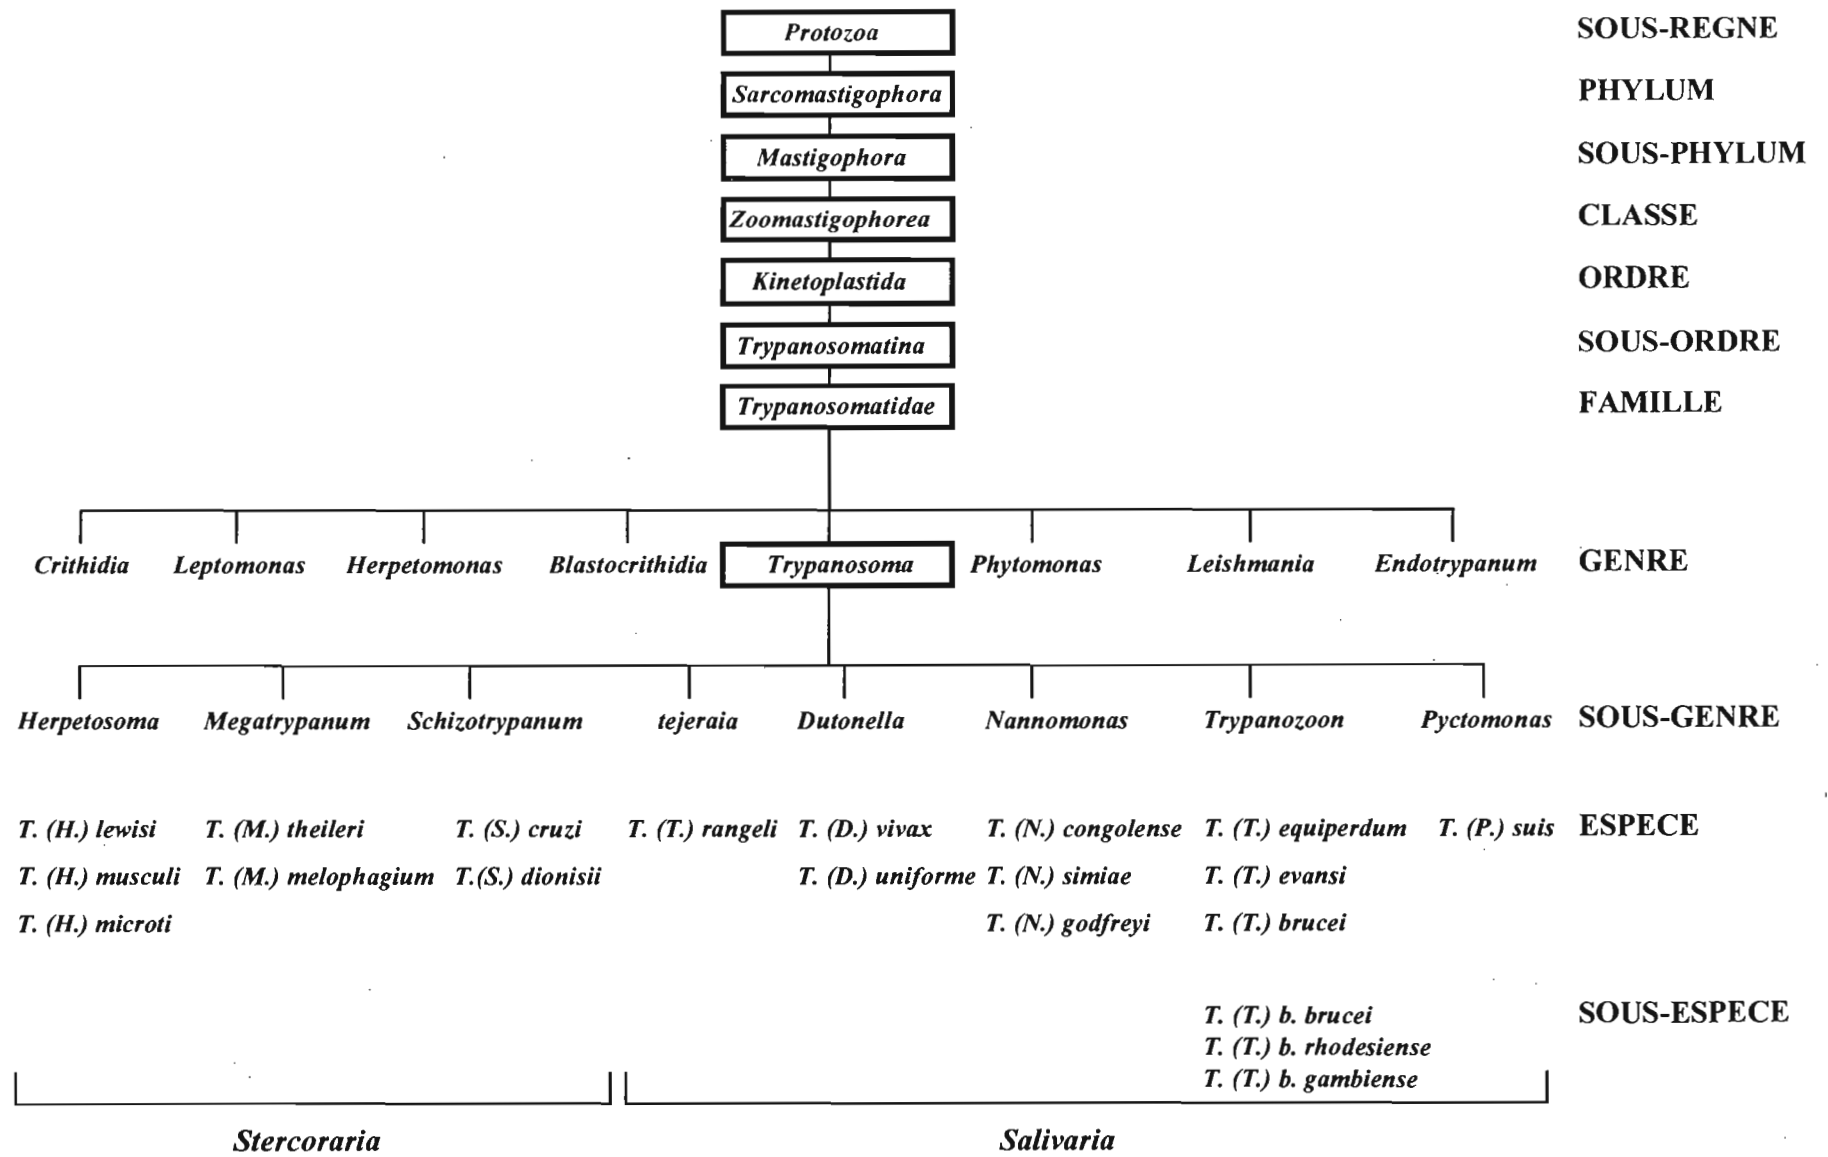 Protozoa SOUS-REGNE
Sarcomastigophora PHYLUM
Mastigophora SOUS-PHYLUM
Zoomastigophorea CLASSE
Kinetoplastida ORDRE
Trypanosomatina SOUS-ORDRE
Trypanosomatidae FAMILLE
Crithidia Leptomonas Herpetomonas Blastocrithidia Trypanosoma Phytomonas Leishmania Endotrypanum GENRE
Herpetosoma Megatrypanum Schizotrypanum tejeraia Dutonella Nannomonas Trypanozoon Pyctomonas SOUS-GENRE
T. (H.) lewisi T. (M.) theileri T. (S.) cruzi T. (T.) rangeli T. (D.) vivax T. (N.) congolense T. (T.) equiperdum T. (P.) suis ESPECE
T. (H.) musculi T. (M.) melophagium T.(S.) dionisii T. (D.) uniforme T. (N.) simiae T. (T.) evansi
T. (H.) microti T. (N.) godfreyi T. (T.) brucei
T. (T.) b. brucei SOUS-ESPECE
T. (T.) b. rhodesiense
T. (T.) b. gambiense
Stercoraria Salivaria